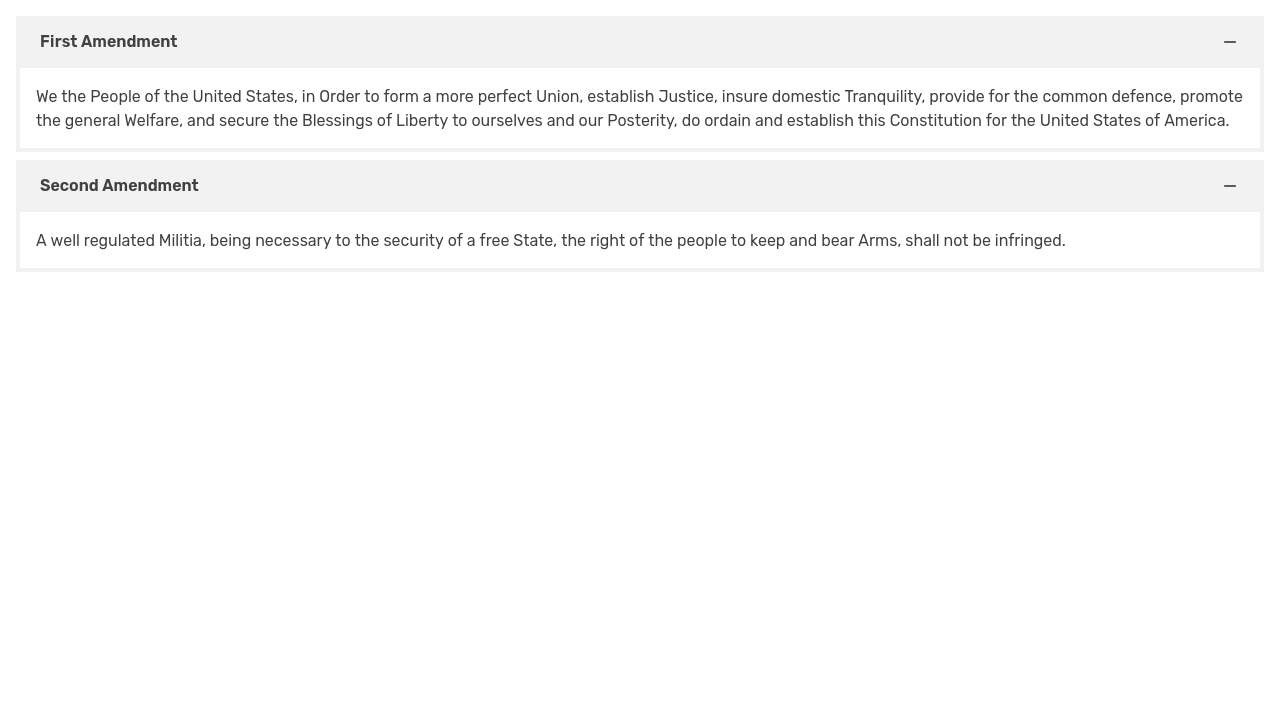 First Amendment
We the People of the United States, in Order to form a more perfect Union, establish Justice, insure domestic Tranquility, provide for the common defence, promote
the general Welfare, and secure the Blessings of Liberty to ourselves and our Posterity, do ordain and establish this Constitution for the United States of America.
Second Amendment
A well regulated Militia, being necessary to the security of a free State, the right of the people to keep and bear Arms, shall not be infringed.